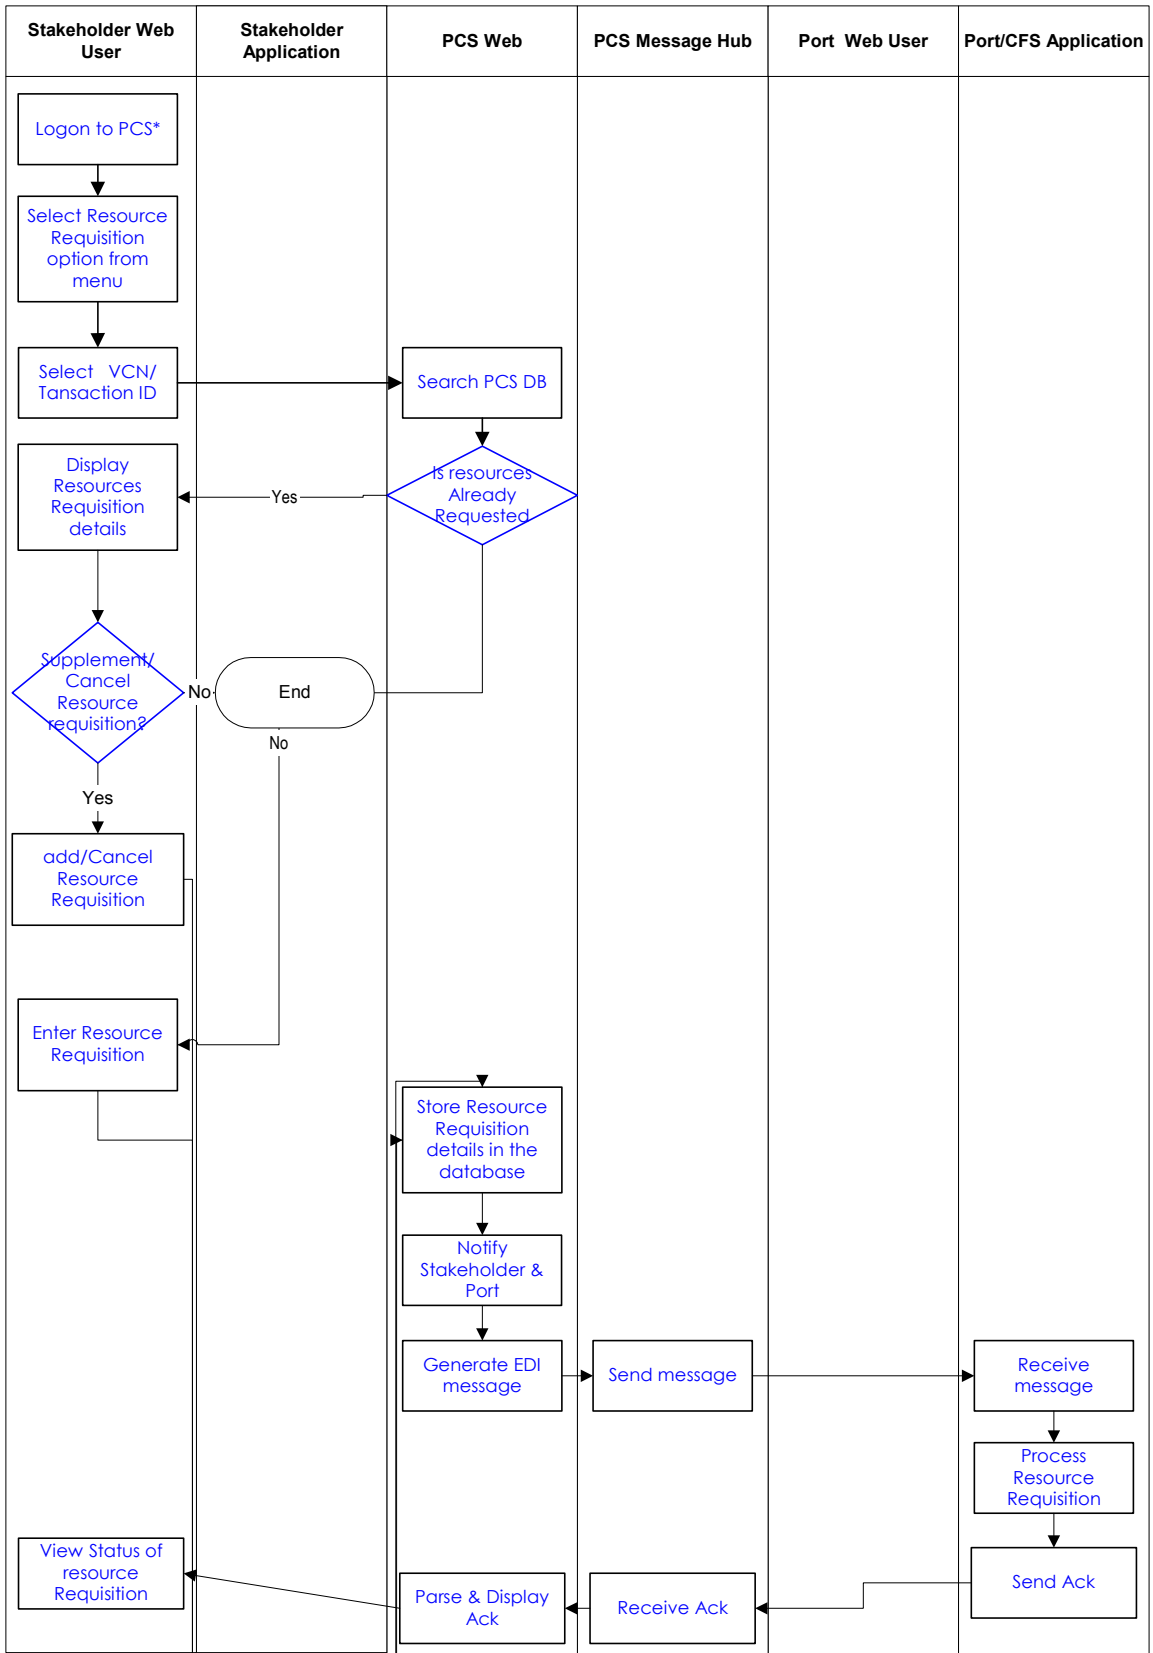 Stakeholder Web
User
Stakeholder
Application
PCS Web
PCS Message Hub
Port Web User
Port/CFS Application
Logon to PCS*
Select Resource
Requisition
option from
menu
Select VCN/
Tansaction ID
Search PCS DB
Display
Resources
Requisition
details
Yes
Is resources
Already
Requested
Supplement/
Cancel
Resource
requisition?
No
End
No
Yes
add/Cancel
Resource
Requisition
Enter Resource
Requisition
Store Resource
Requisition
details in the
database
Notify
Stakeholder &
Port
Generate EDI
message
Send message
Receive
message
Process
Resource
Requisition
View Status of
resource
Requisition
Parse & Display
Ack
Receive Ack
Send Ack